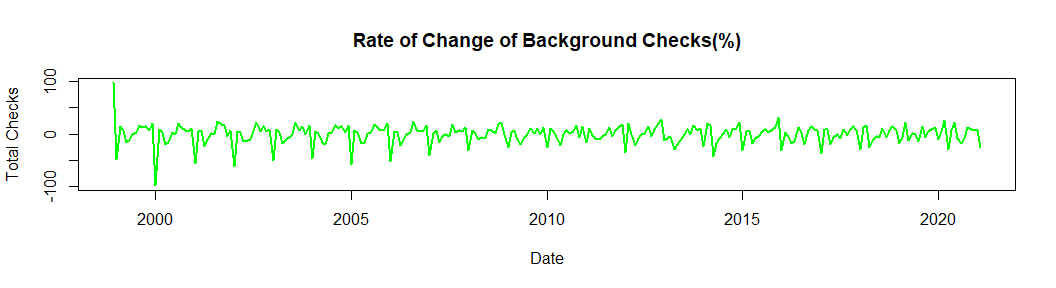 Rate of Change of Background Checks(%)
Total Checks
100
0
-100
2000 2005 2010 2015 2020
Date